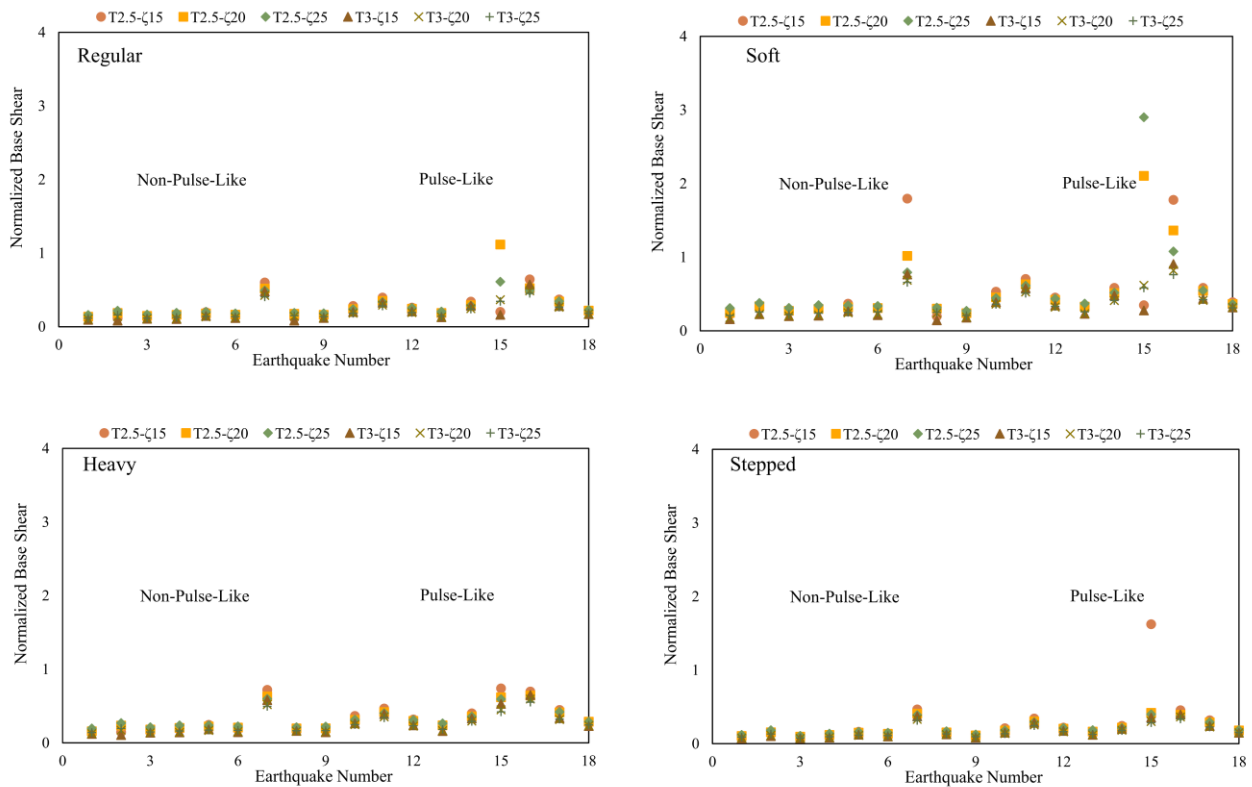 T2.5-ζ15 T2.5-ζ20 T2.5-ζ25 T3-ζ15 T3-ζ20 T3-ζ25
4
Regular
3
Normalized Base Shear
2
Non-Pulse-Like Pulse-Like
1
0
0 3 6 9 12 15 18
Earthquake Number
T2.5-ζ15 T2.5-ζ20 T2.5-ζ25 T3-ζ15 T3-ζ20 T3-ζ25
4
Soft
3
Normalized Base Shear
2
Non-Pulse-Like Pulse-Like
1
0
0 3 6 9 12 15 18
Earthquake Number
T2.5-ζ15 T2.5-ζ20 T2.5-ζ25 T3-ζ15 T3-ζ20 T3-ζ25
4
Heavy
3
Normalized Base Shear
2
Non-Pulse-Like Pulse-Like
1
0
0 3 6 9 12 15 18
Earthquake Number
T2.5-ζ15 T2.5-ζ20 T2.5-ζ25 T3-ζ15 T3-ζ20 T3-ζ25
4
Stepped
3
Normalized Base Shear
2
Non-Pulse-Like Pulse-Like
1
0
0 3 6 9 12 15 18
Earthquake Number